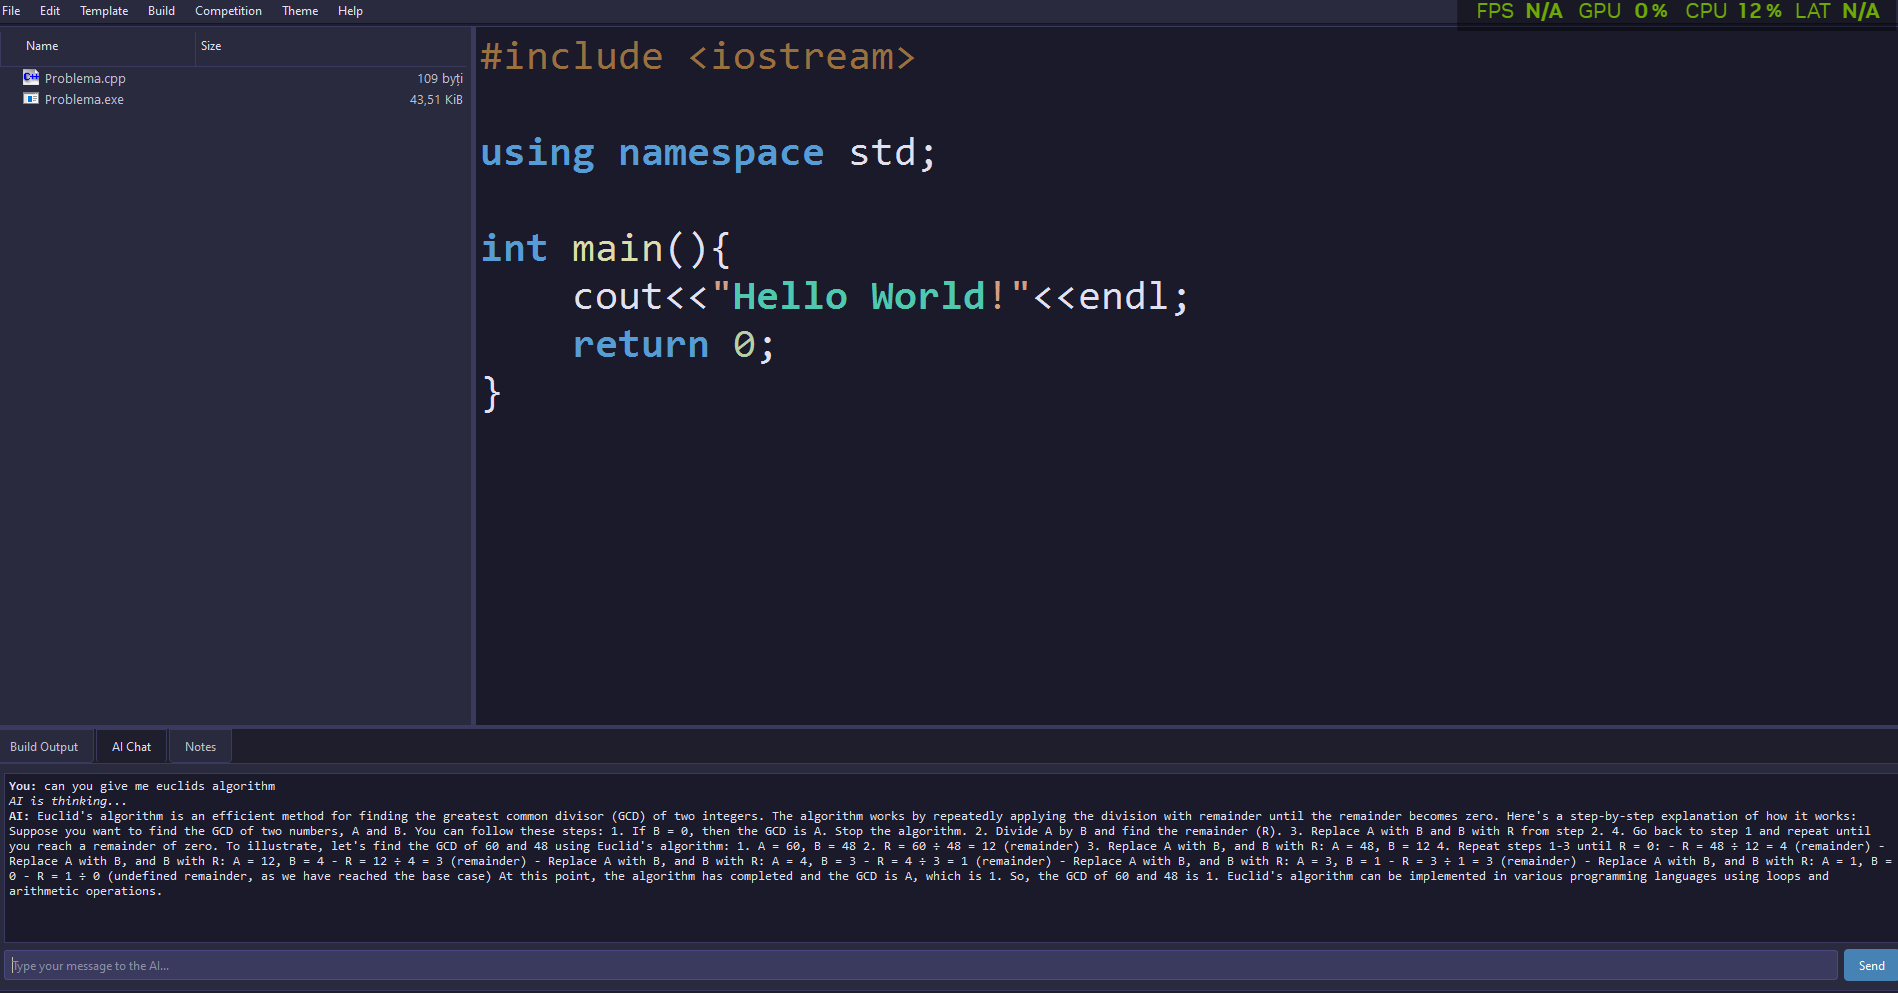 File Edit Template Build Competition Theme Help
FPS N/A GPU 0% CPU 12% LAT N/A
Name Size
Problema.cpp 109 byți
Problema.exe 43,51 KiB
#include <iostream>
using namespace std;
int main(){
cout<<"Hello World!"<<endl;
return 0;
}
Build Output AI Chat Notes
You: can you give me euclids algorithm
AI is thinking...
AI: Euclid's algorithm is an efficient method for finding the greatest common divisor (GCD) of two integers. The algorithm works by repeatedly applying the division with remainder until the remainder becomes zero. Here's a step-by-step explanation of how it works:
Suppose you want to find the GCD of two numbers, A and B. You can follow these steps: 1. If B = 0, then the GCD is A. Stop the algorithm. 2. Divide A by B and find the remainder (R). 3. Replace A with B and B with R from step 2. 4. Go back to step 1 and repeat until
you reach a remainder of zero. To illustrate, let's find the GCD of 60 and 48 using Euclid's algorithm: 1. A = 60, B = 48 2. R = 60 ÷ 48 = 12 (remainder) 3. Replace A with B, and B with R: A = 48, B = 12 4. Repeat steps 1-3 until R = 0: - R = 48 ÷ 12 = 4 (remainder) -
Replace A with B, and B with R: A = 12, B = 4 - R = 12 ÷ 4 = 3 (remainder) - Replace A with B, and B with R: A = 4, B = 3 - R = 4 ÷ 3 = 1 (remainder) - Replace A with B, and B with R: A = 3, B = 1 - R = 3 ÷ 1 = 3 (remainder) - Replace A with B, and B with R: A = 1, B =
0 - R = 1 ÷ 0 (undefined remainder, as we have reached the base case) At this point, the algorithm has completed and the GCD is A, which is 1. So, the GCD of 60 and 48 is 1. Euclid's algorithm can be implemented in various programming languages using loops and
arithmetic operations.
Type your message to the AI...
Send